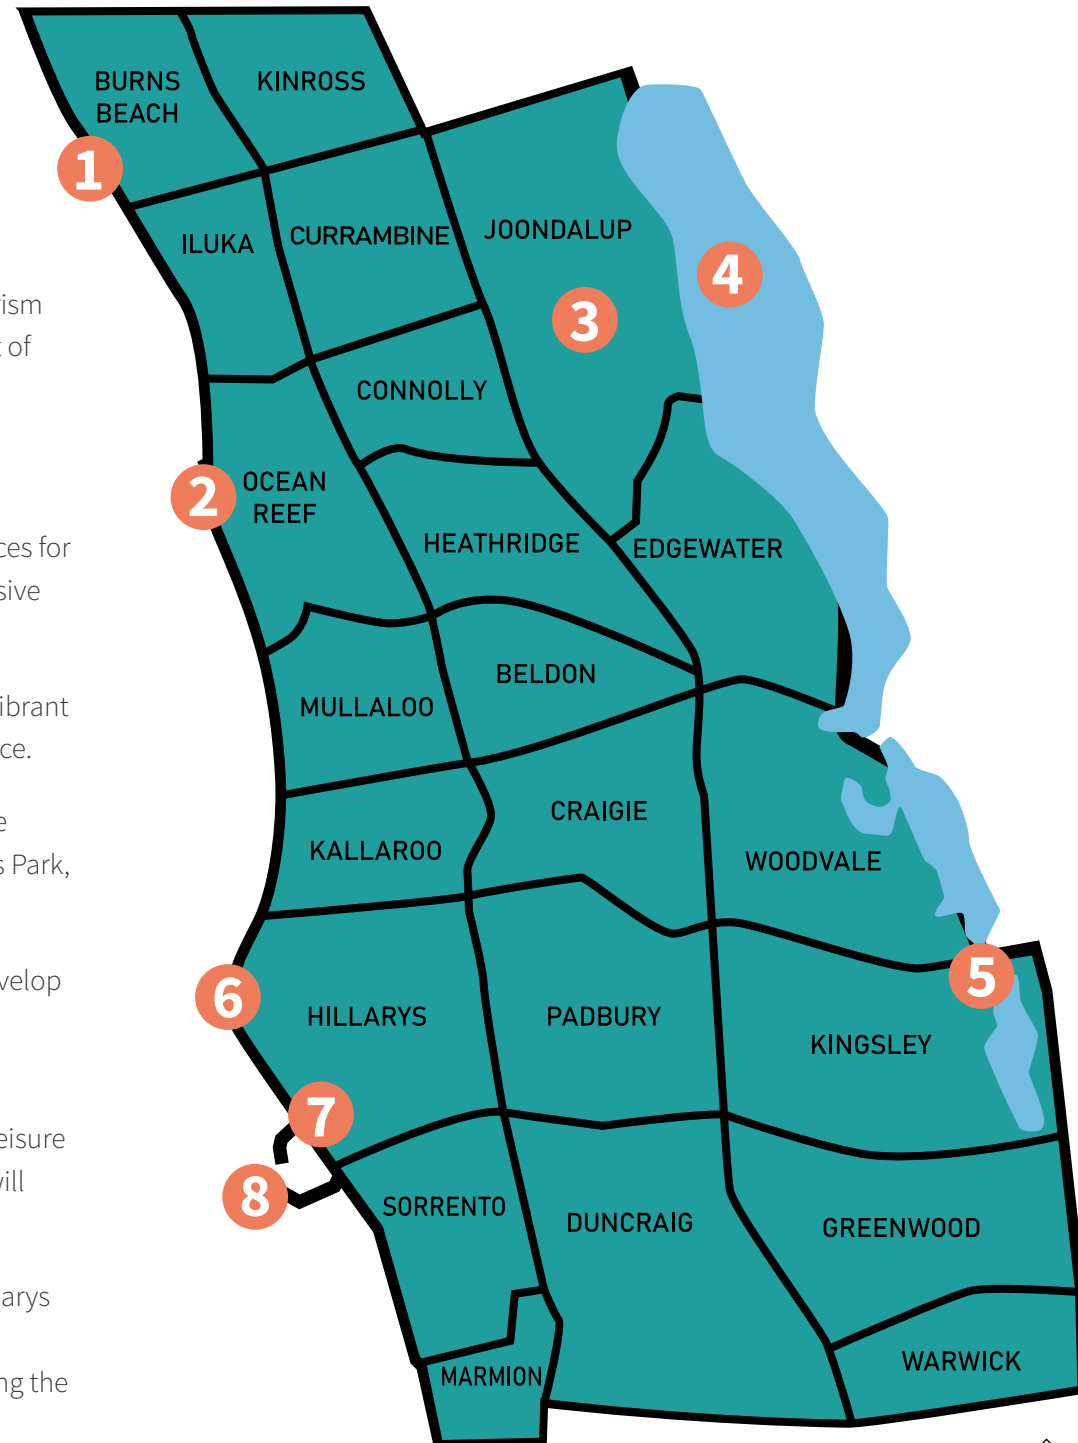 rism
t of
ces for
sive
ibrant
ce.
e
s Park,
velop
eisure
vill
arys
ng the
BURNS
BEACH
KINROSS
1
ILUKA
CURRAMBINE
JOONDALUP
4
3
CONNOLLY
2
OCEAN
REEF
HEATHRIDGE
EDGEWATER
BELDON
MULLALOO
CRAIGIE
KALLAROO
WOODVALE
5
6
HILLARYS
PADBURY
KINGSLEY
7
8
SORRENTO
DUNCRAIG
GREENWOOD
MARMION
WARWICK